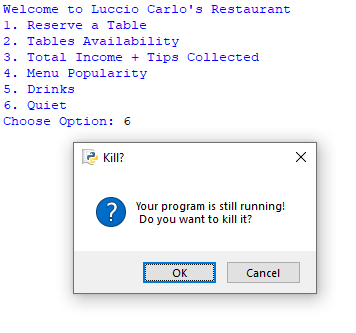 Welcome to Luccio Carlo's Restaurant
1. Reserve a Table
2. Tables Availability
3. Total Income + Tips Collected
4. Menu Popularity
5. Drinks
6. Quiet
Choose Option: 6
Kill?
Your program is still running!
Do you want to kill it?
OK Cancel